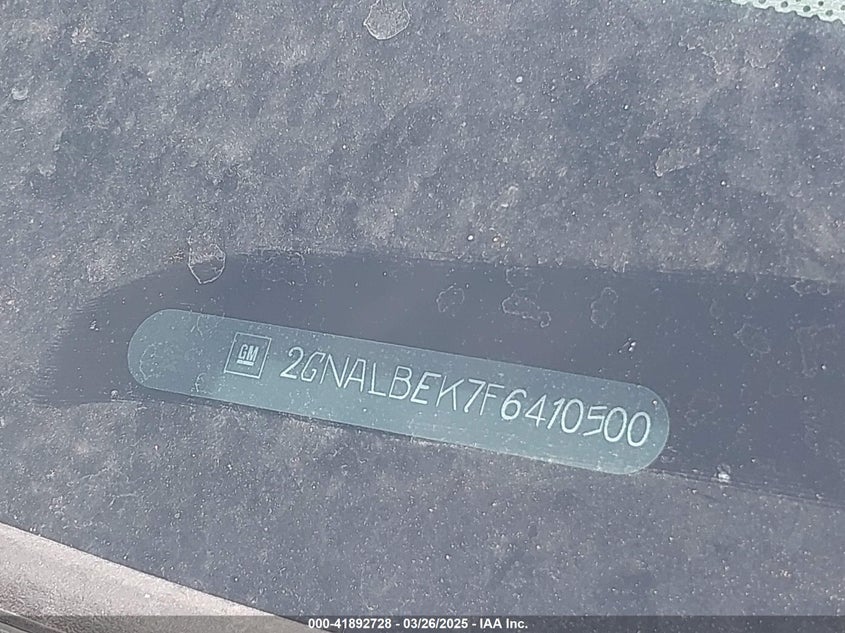 GM 2GNALBEK7F6410500
000-41892728 - 03/26/2025 - IAA Inc.